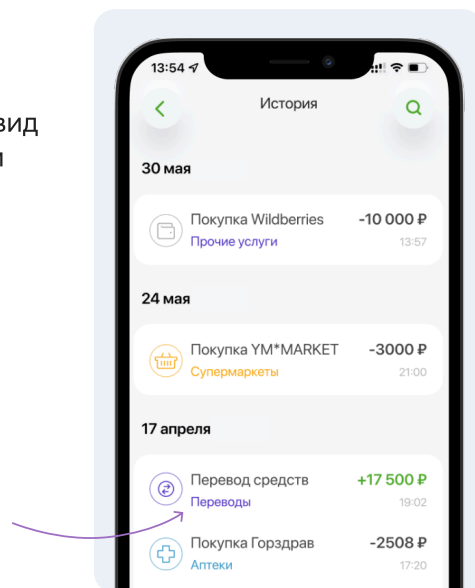 13:54
История
вид
30 мая
Покупка Wildberries -10 000 ₽
Прочие услуги 13:57
24 мая
Покупка YM*MARKET -3000 ₽
Супермаркеты 21:00
17 апреля
Перевод средств +17 500 ₽
Переводы 19:02
Покупка Горздрав -2508 ₽
Аптеки 17:20